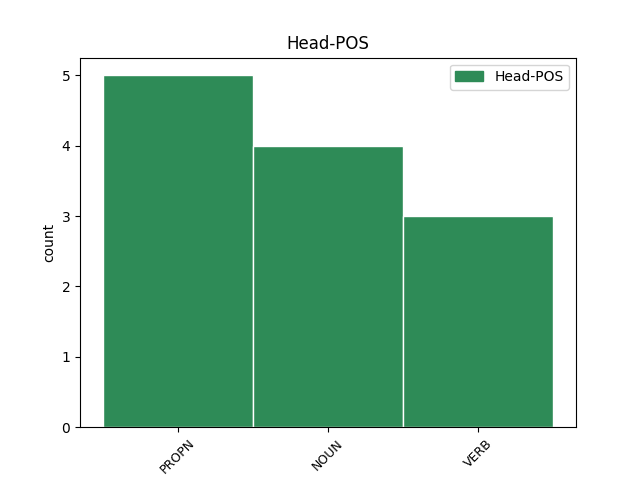 Head-POS
Head-POS
5
4
3
2
1
0
count
PROPN
NOUN
VERB